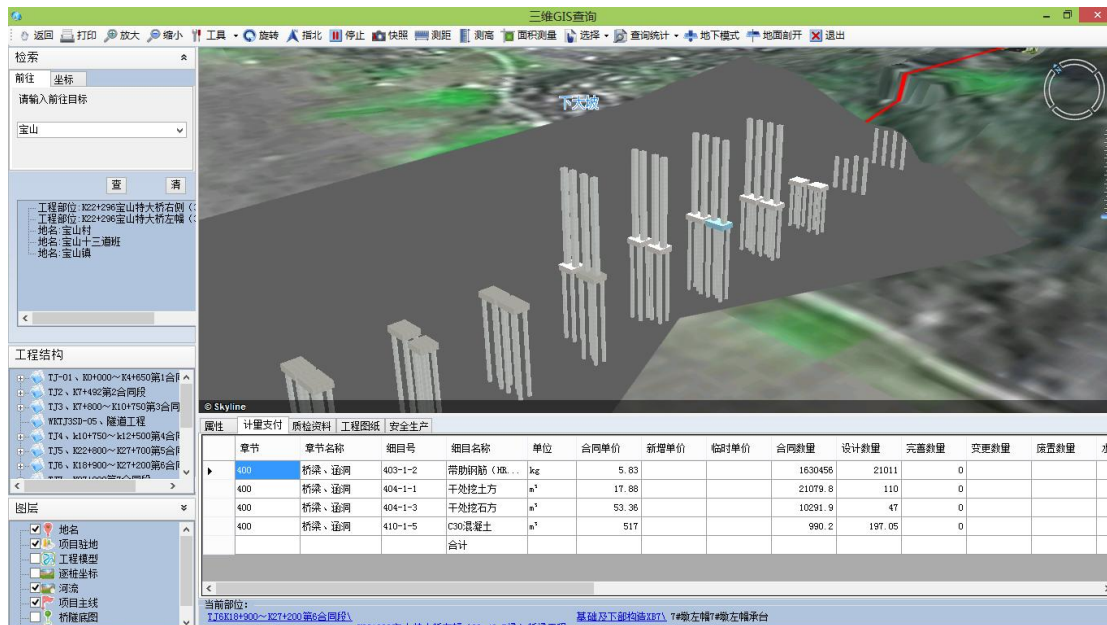 三维GIS查询
返回 打印 放大 缩小 工具 旋转 指北 停止 快照 测距 测高 面积测量 选择 查询统计 地下模式 地面剖开 退出
检索
前往 坐标
请输入前往目标
宝山
查 清
工程部位:K22+296宝山特大桥右侧
工程部位:K22+296宝山特大桥左幅
地名:宝山村
地名:宝山十三道班
地名:宝山镇
下大坡
工程结构
TJ-01、K0+000～K4+650第1合同
TJ2、K7+492第2合同段
TJ3、K7+800～K10+750第3合同
WKTJ3SD-05、隧道工程
TJ4、k10+750～k12+500第4合同
TJ5、K22+800～K27+700第5合
TJ6、K18+900～K27+200第6合同
图层
地名
项目驻地
工程模型
逐桩坐标
河流
项目主线
桥隧底图
© Skyline
属性 计量支付 质检资料 工程图纸 安全生产
章节 章节名称 细目号 细目名称 单位 合同单价 新增单价 临时单价 合同数量 设计数量 完善数量 变更数量 废置数量
400 桥梁、涵洞 403-1-2 带肋钢筋（HR... kg 5.83 1630456 21011 0
400 桥梁、涵洞 404-1-1 干处挖土方 m³ 17.88 21079.8 110 0
400 桥梁、涵洞 404-1-3 干处挖石方 m³ 53.36 10291.9 47 0
400 桥梁、涵洞 410-1-5 C30混凝土 m³ 517 990.2 197.05 0
合计
当前部位:
TJ6K18+900～K27+200第6合同段\ 基础及下部构造XB7\ 7#墩左幅7#墩左幅承台